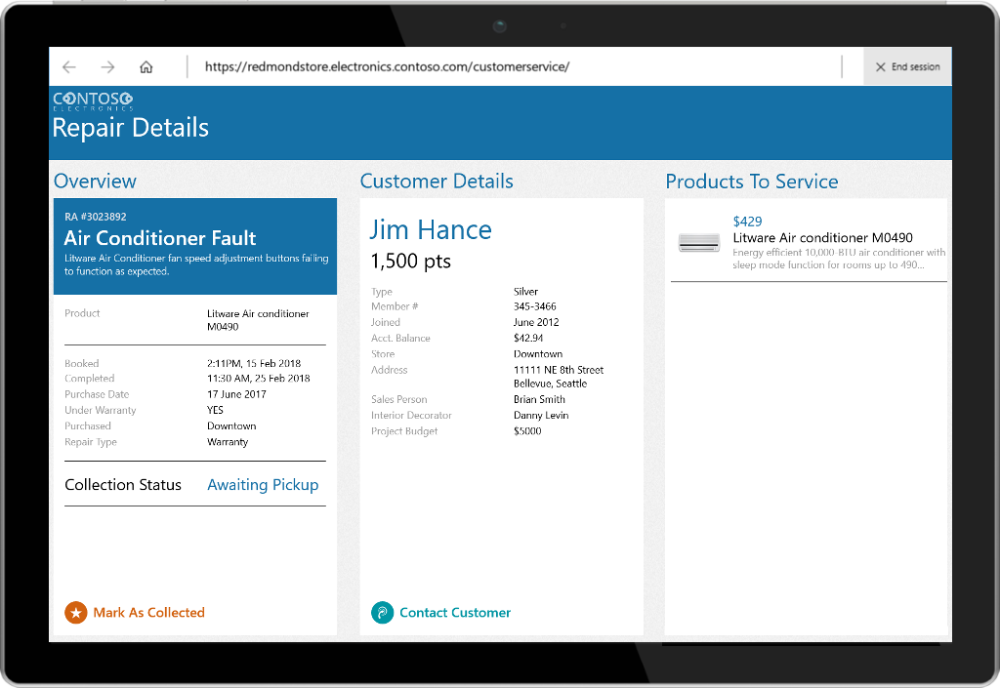 https://redmondstore.electronics.contoso.com/customerservice/
End session
CONTOSO
ELECTRONICS
Repair Details
Overview
RA #3023892
Air Conditioner Fault
Litware Air Conditioner fan speed adjustment buttons failing
to function as expected.
Product Litware Air conditioner
M0490
Booked 2:11PM, 15 Feb 2018
Completed 11:30 AM, 25 Feb 2018
Purchase Date 17 June 2017
Under Warranty YES
Purchased Downtown
Repair Type Warranty
Collection Status Awaiting Pickup
Mark As Collected
Customer Details
Jim Hance
1,500 pts
Type Silver
Member # 345-3466
Joined June 2012
Acct. Balance $42.94
Store Downtown
Address 11111 NE 8th Street
Bellevue, Seattle
Sales Person Brian Smith
Interior Decorator Danny Levin
Project Budget $5000
Contact Customer
Products To Service
$429
Litware Air conditioner M0490
Energy efficient 10,000-BTU air conditioner with
sleep mode function for rooms up to 490...